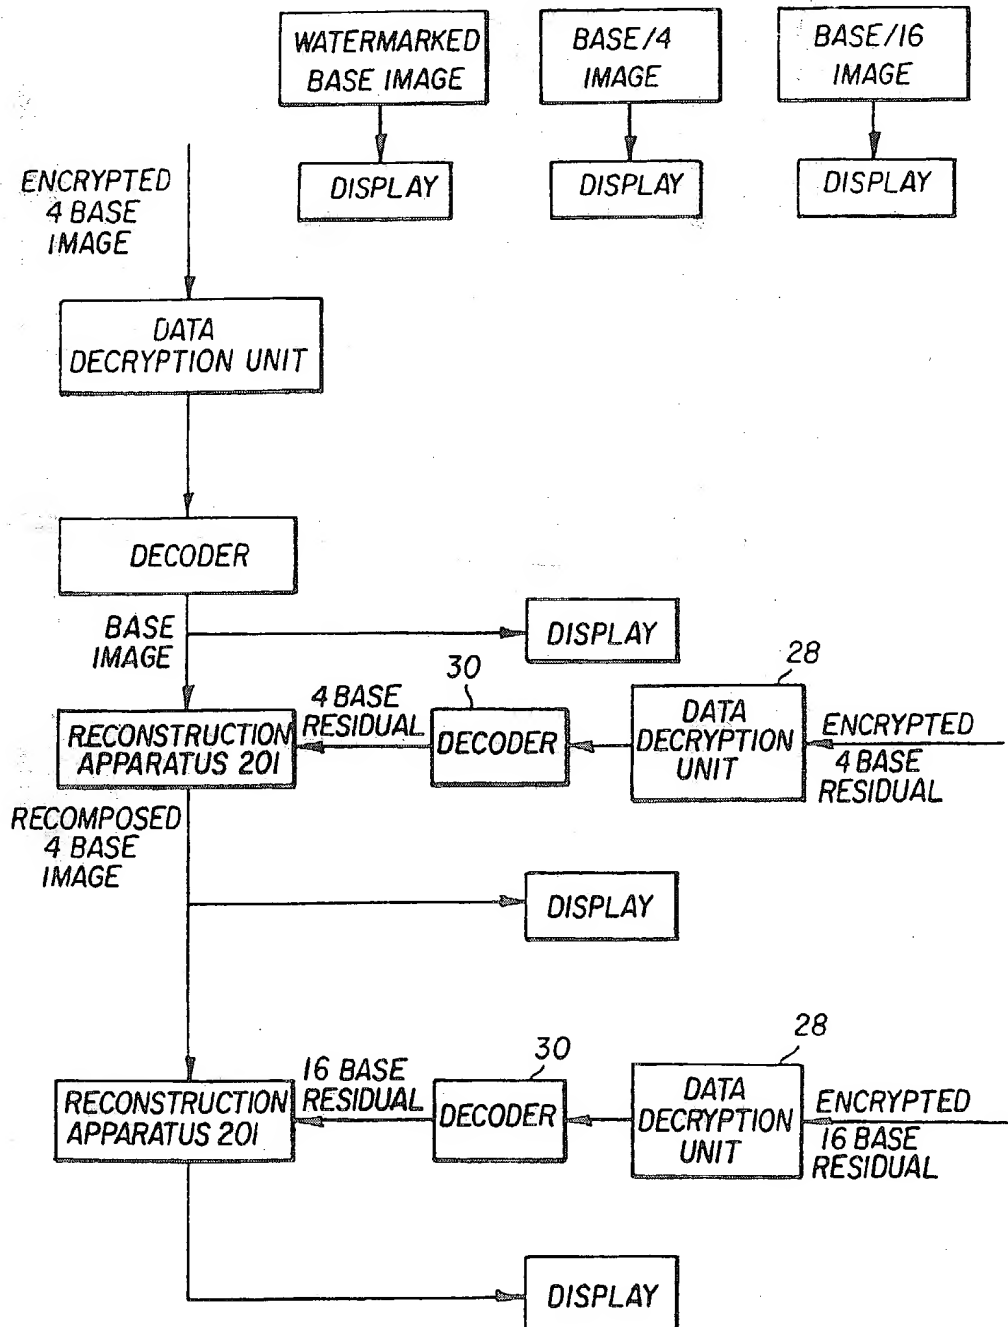 WATERMARKED
BASE IMAGE
BASE/4
IMAGE
BASE/16
IMAGE
DISPLAY
DISPLAY
DISPLAY
ENCRYPTED
4 BASE
IMAGE
DATA
DECRYPTION UNIT
DECODER
BASE
IMAGE
DISPLAY
RECONSTRUCTION
APPARATUS 201
4 BASE
RESIDUAL
30
DECODER
28
DATA
DECRYPTION
UNIT
ENCRYPTED
4 BASE
RESIDUAL
RECOMPOSED
4 BASE
IMAGE
DISPLAY
RECONSTRUCTION
APPARATUS 201
16 BASE
RESIDUAL
30
DECODER
28
DATA
DECRYPTION
UNIT
ENCRYPTED
16 BASE
RESIDUAL
DISPLAY